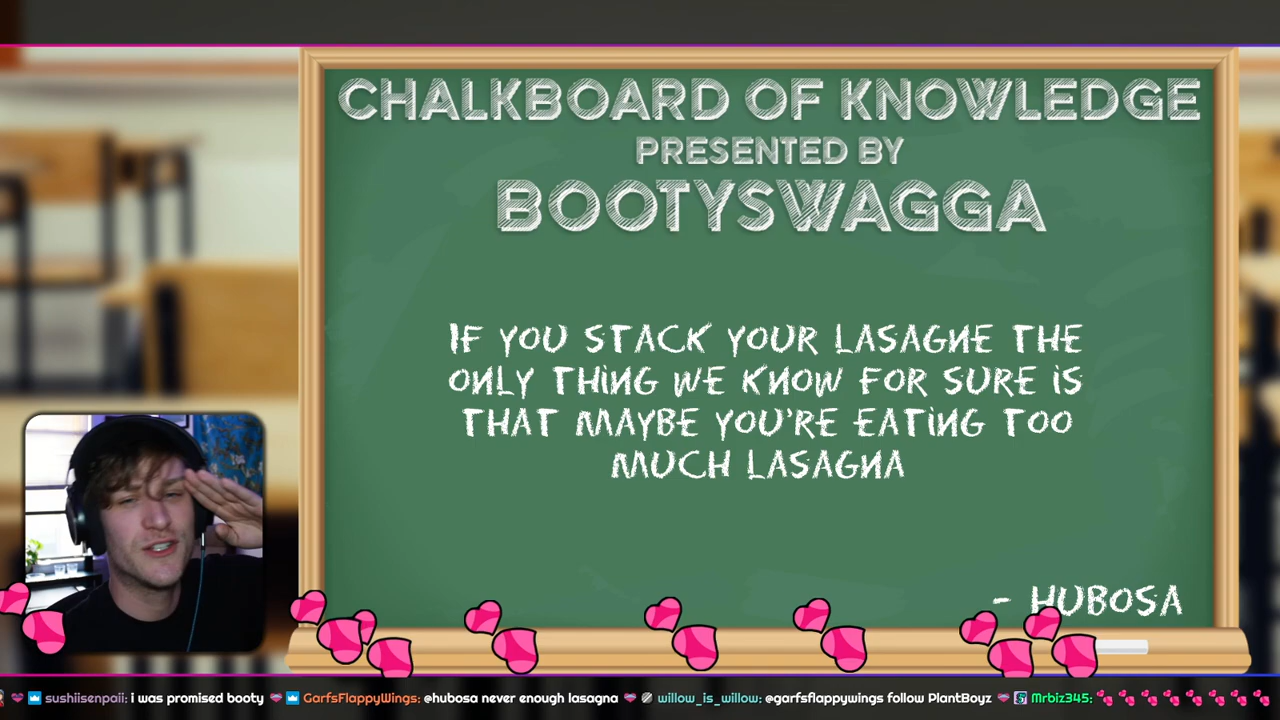 CHALKBOARD OF KNOWLEDGE
PRESENTED BY
BOOTYSWAGGA
IF YOU STACK YOUR LASAGNE THE
ONLY THING WE KNOW FOR SURE IS
THAT MAYBE YOU'RE EATING TOO
MUCH LASAGNA
- HUBOSA
sushiisenpaii: i was promised booty GarfsFlappyWings: @hubosa never enough lasagna willow_is_willow: @garfsflappywings follow PlantBoyz Mrbiz345: